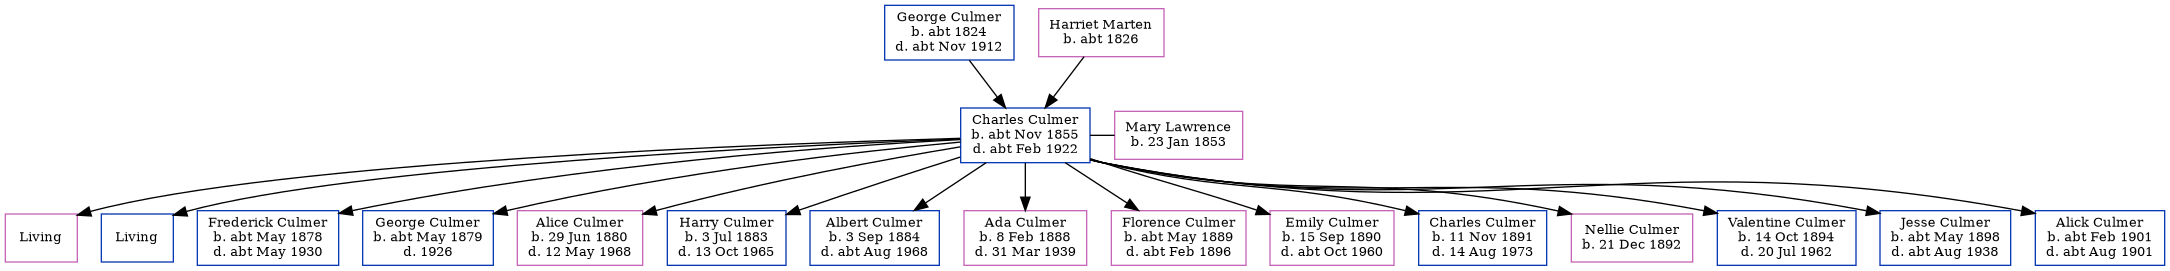 George Culmer
b. abt 1824
d. abt Nov 1912
Harriet Marten
b. abt 1826
Charles Culmer
b. abt Nov 1855
d. abt Feb 1922
Mary Lawrence
b. 23 Jan 1853
Living
Living
Frederick Culmer
b. abt May 1878
d. abt May 1930
George Culmer
b. abt May 1879
d. 1926
Alice Culmer
b. 29 Jun 1880
d. 12 May 1968
Harry Culmer
b. 3 Jul 1883
d. 13 Oct 1965
Albert Culmer
b. 3 Sep 1884
d. abt Aug 1968
Ada Culmer
b. 8 Feb 1888
d. 31 Mar 1939
Florence Culmer
b. abt May 1889
d. abt Feb 1896
Emily Culmer
b. 15 Sep 1890
d. abt Oct 1960
Charles Culmer
b. 11 Nov 1891
d. 14 Aug 1973
Nellie Culmer
b. 21 Dec 1892
Valentine Culmer
b. 14 Oct 1894
d. 20 Jul 1962
Jesse Culmer
b. abt May 1898
d. abt Aug 1938
Alick Culmer
b. abt Feb 1901
d. abt Aug 1901